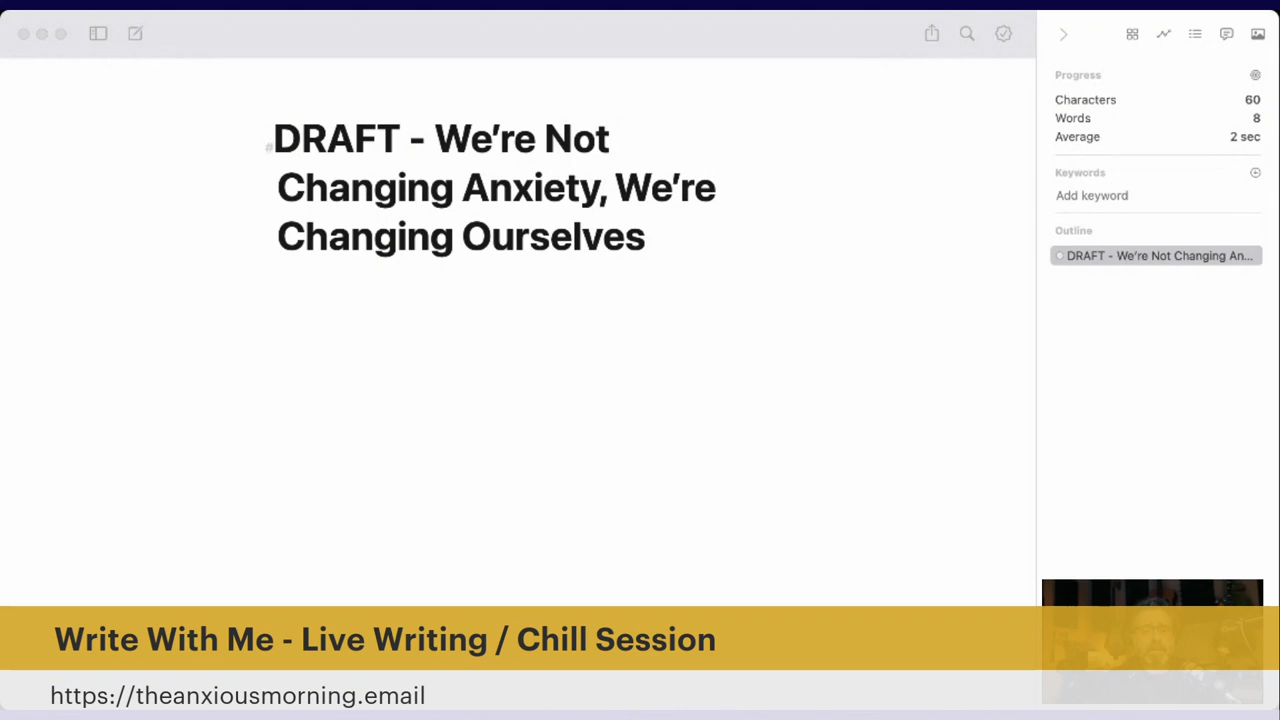 #DRAFT - We're Not
Changing Anxiety, We're
Changing Ourselves
Progress
Characters 60
Words 8
Average 2 sec
Keywords
Add keyword
Outline
DRAFT - We're Not Changing An...
Write With Me - Live Writing / Chill Session
https://theanxiousmorning.email